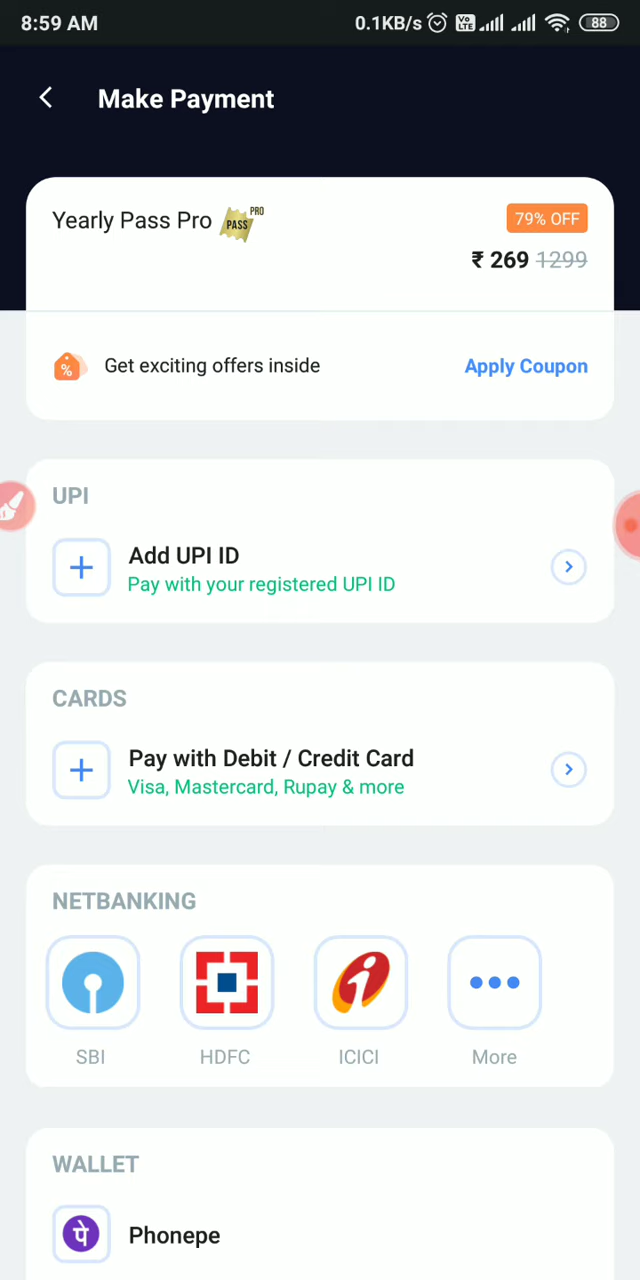 8:59 AM 0.1KB/s Vo LTE 88
Make Payment
Yearly Pass Pro PASS PRO 79% OFF
₹ 269 1299
% Get exciting offers inside Apply Coupon
UPI
Add UPI ID
Pay with your registered UPI ID
CARDS
Pay with Debit / Credit Card
Visa, Mastercard, Rupay & more
NETBANKING
SBI HDFC ICICI More
WALLET
पे Phonepe